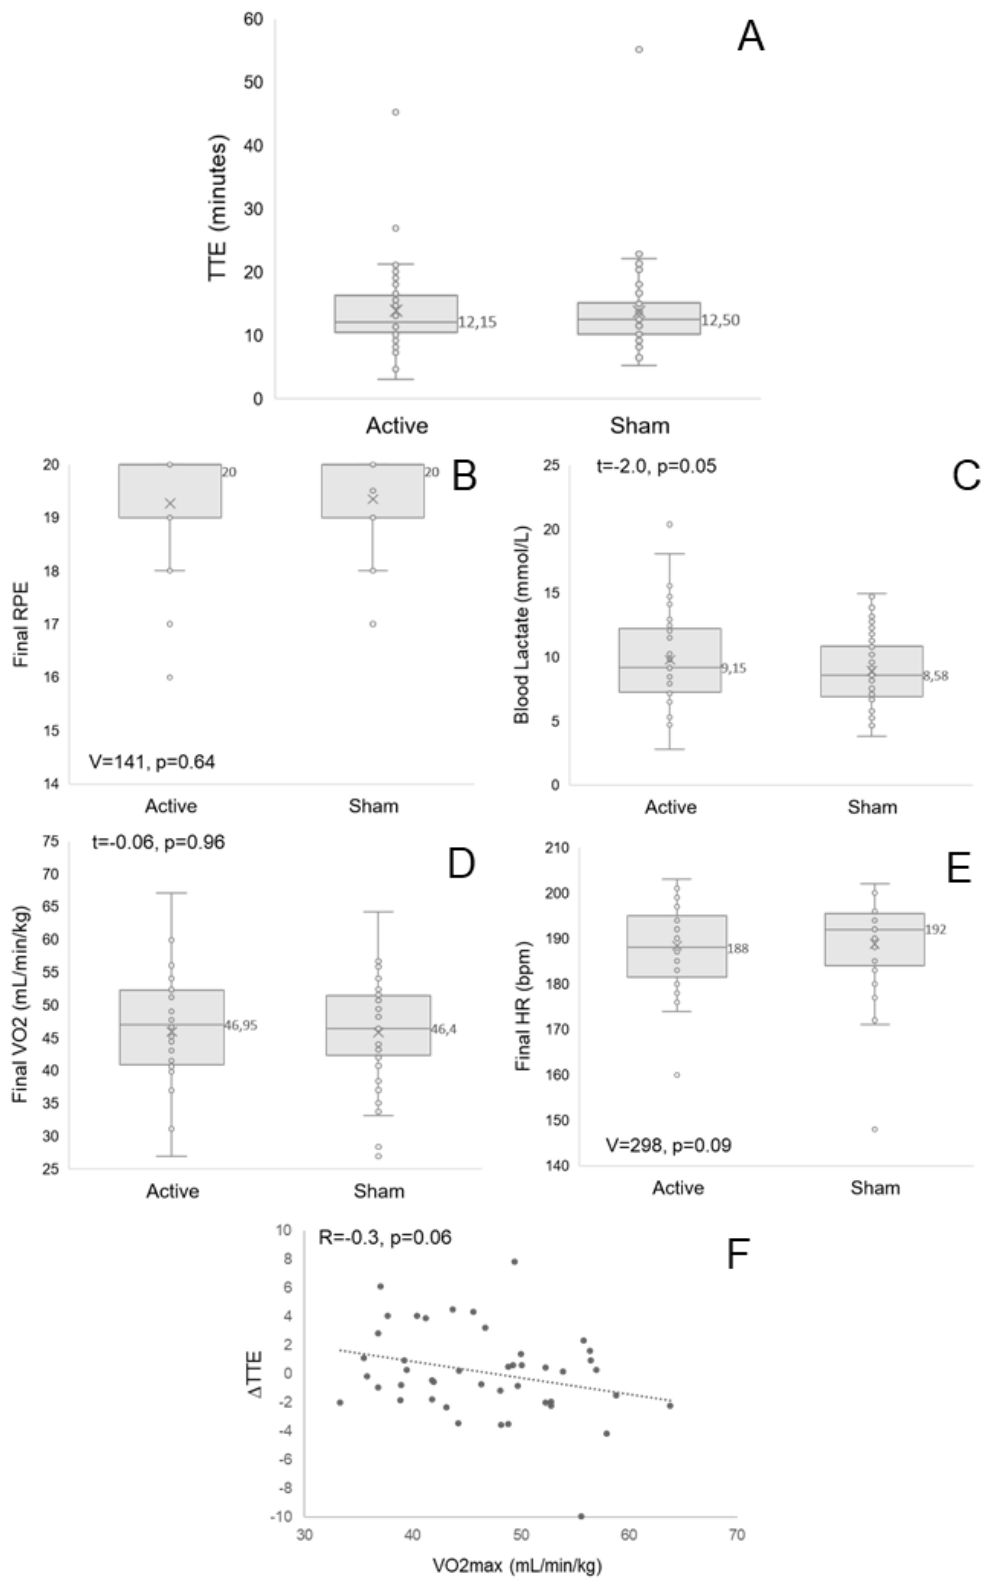 A
60
50
40
30
20
10
0
TTE (minutes)
12,15
12,50
Active
Sham
B
20
19
18
17
16
15
14
Final RPE
20
20
V=141, p=0.64
Active
Sham
C
t=-2.0, p=0.05
25
20
15
10
5
0
Blood Lactate (mmol/L)
9,15
8,58
Active
Sham
D
t=-0.06, p=0.96
75
70
65
60
55
50
45
40
35
30
25
Final VO2 (mL/min/kg)
46,95
46,4
Active
Sham
E
210
200
190
180
170
160
150
140
Final HR (bpm)
188
192
V=298, p=0.09
Active
Sham
F
R=-0.3, p=0.06
10
8
6
4
2
0
-2
-4
-6
-8
-10
ΔTTE
30
40
50
60
70
VO2max (mL/min/kg)